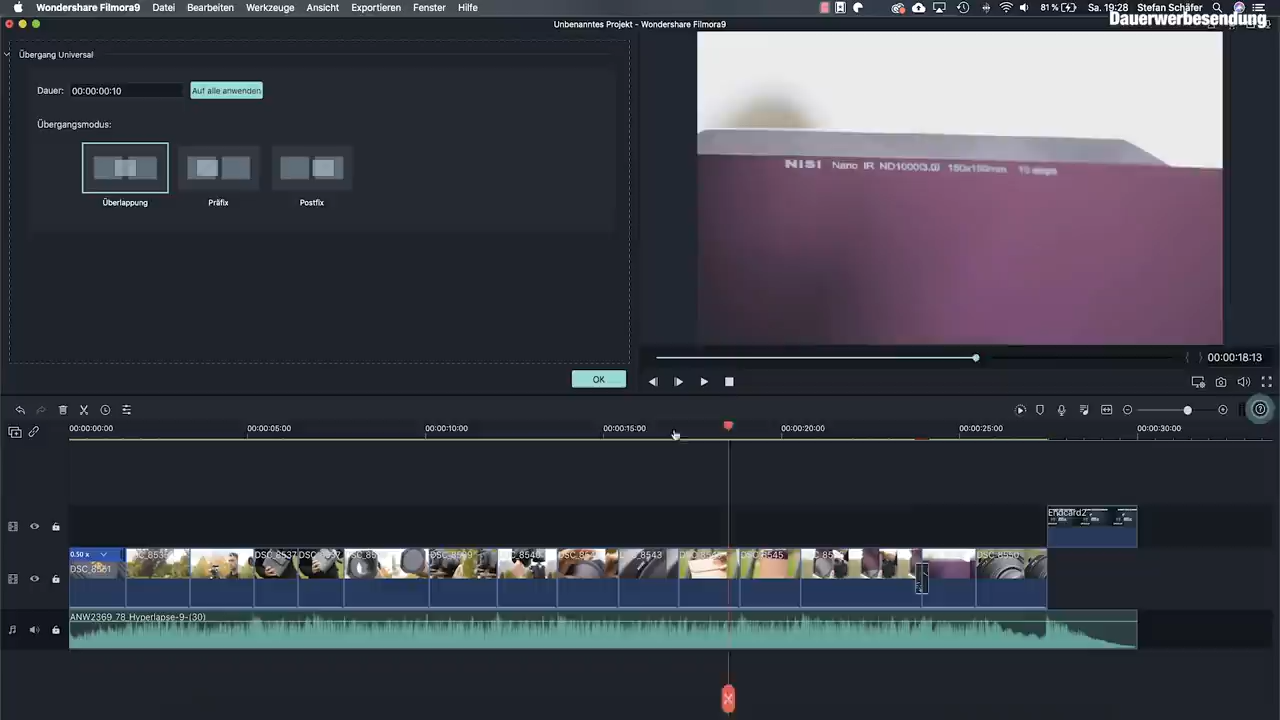 Wondershare Filmora9 Datei Bearbeiten Werkzeuge Ansicht Exportieren Fenster Hilfe 81 % Sa. 19:28 Stefan Schäfer
Dauerwerbesendung
Unbenanntes Projekt - Wondershare Filmora9
Übergang Universal
Dauer: 00:00:00:10 Auf alle anwenden
Übergangsmodus:
Überlappung Präfix Postfix
NiSi Nano IR ND1000(3.0) 150x150mm 10 stops
00:00:18:13
OK
00:00:00:00 00:00:05:00 00:00:10:00 00:00:15:00 00:00:20:00 00:00:25:00 00:00:30:00
Endcard2
0.50 x DSC_8537 DSC_8543 DSC_8545 DSC_8550
DSC_8561
ANW2369_78_Hyperlapse-9-(30)